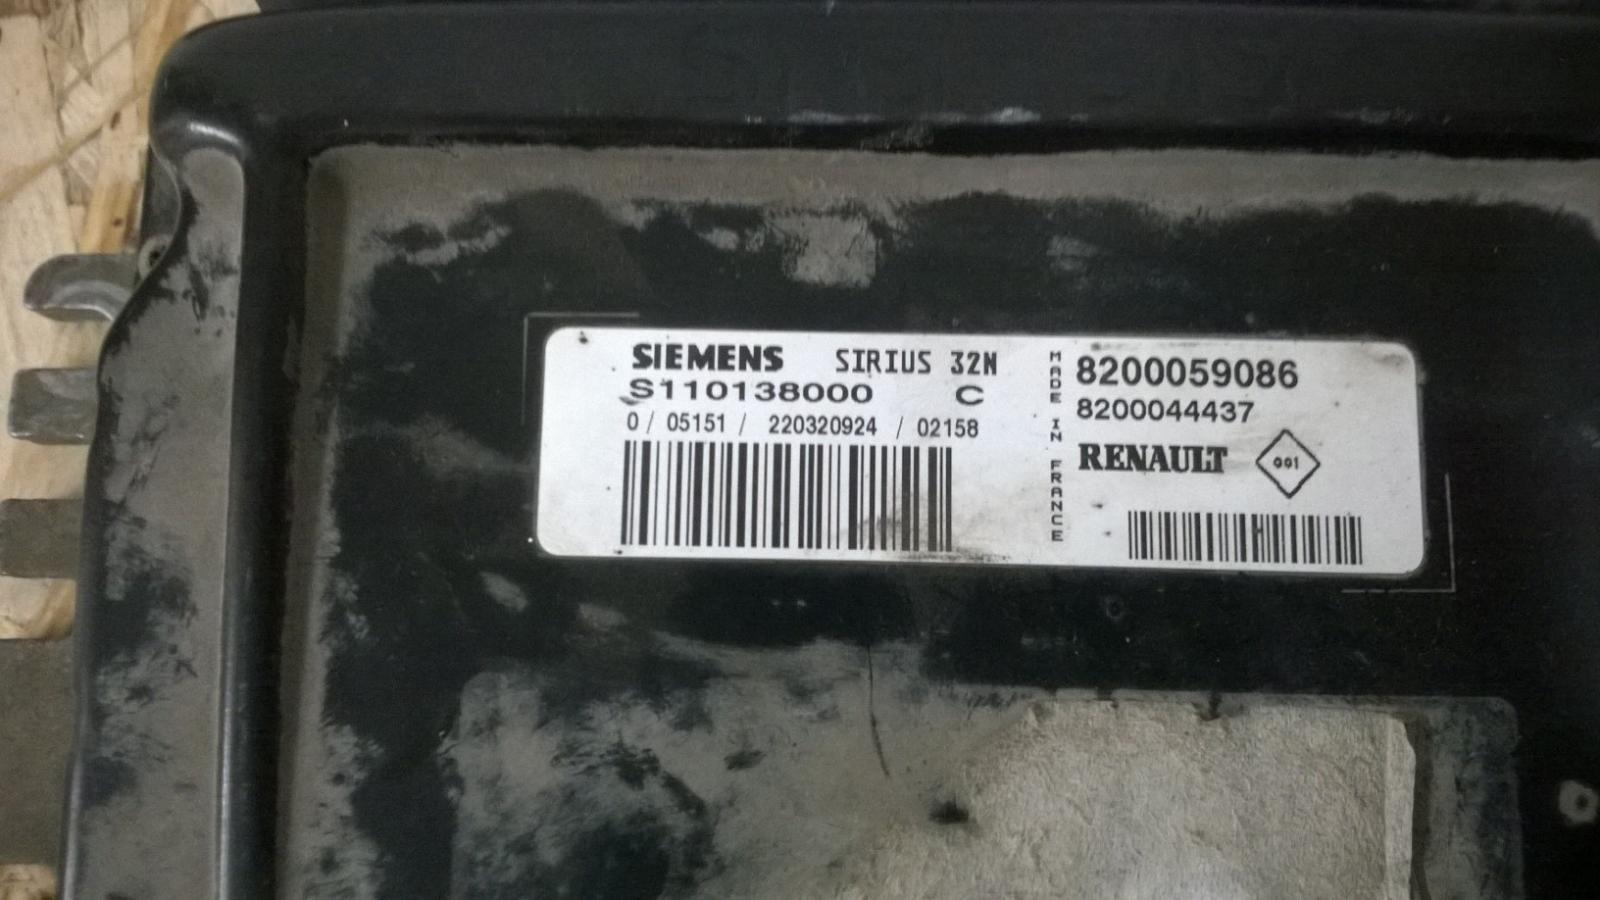 SIEMENS SIRIUS 32N
S110138000 C
0 / 05151 / 220320924 / 02158
MADE IN FRANCE
8200059086
8200044437
RENAULT 001